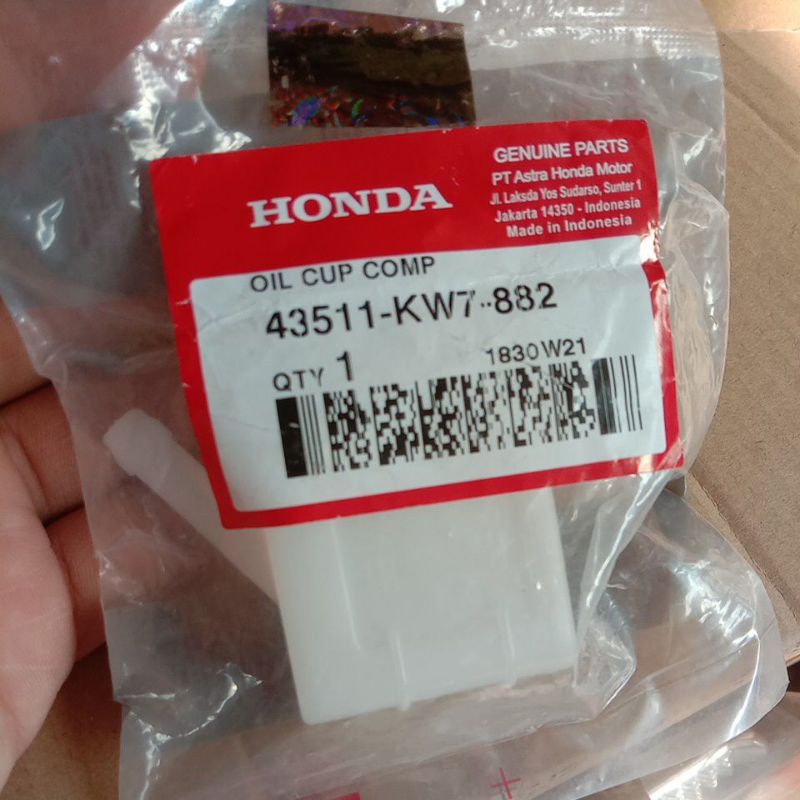 HONDA
GENUINE PARTS
PT Astra Honda Motor
Jl. Laksda Yos Sudarso, Sunter 1
Jakarta 14350 - Indonesia
Made in Indonesia
OIL CUP COMP
43511-KW7-882
QTY 1
1830W21